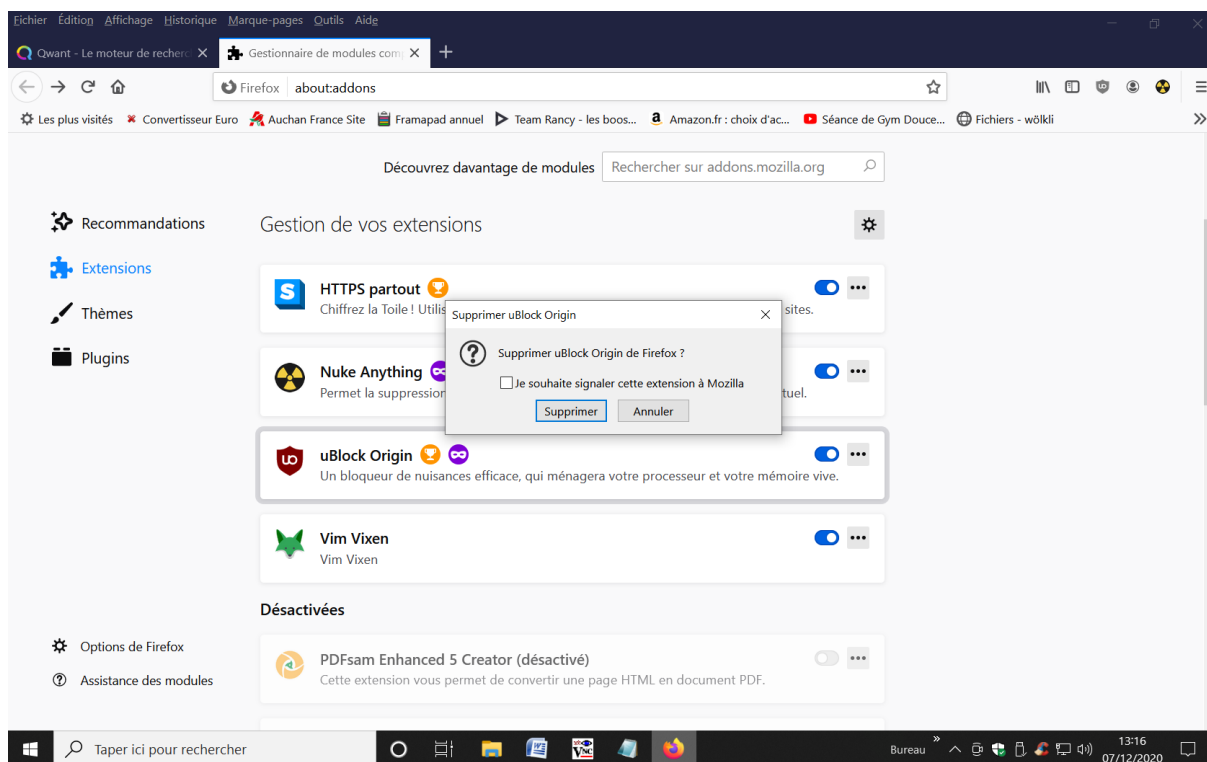 Fichier Édition Affichage Historique Marque-pages Outils Aide
Qwant - Le moteur de recherc
Gestionnaire de modules com
Firefox about:addons
Les plus visités Convertisseur Euro Auchan France Site Framapad annuel Team Rancy - les boos... Amazon.fr : choix d'ac... Séance de Gym Douce... Fichiers - wölkli
Découvrez davantage de modules Rechercher sur addons.mozilla.org
Recommandations
Extensions
Thèmes
Plugins
Gestion de vos extensions
HTTPS partout
Chiffrez la Toile ! Utilis sites.
Supprimer uBlock Origin
Supprimer uBlock Origin de Firefox ?
Je souhaite signaler cette extension à Mozilla
Supprimer Annuler
Nuke Anything
Permet la suppression tuel.
uBlock Origin
Un bloqueur de nuisances efficace, qui ménagera votre processeur et votre mémoire vive.
Vim Vixen
Vim Vixen
Désactivées
PDFsam Enhanced 5 Creator (désactivé)
Cette extension vous permet de convertir une page HTML en document PDF.
Options de Firefox
Assistance des modules
Taper ici pour rechercher
Bureau
13:16
07/12/2020